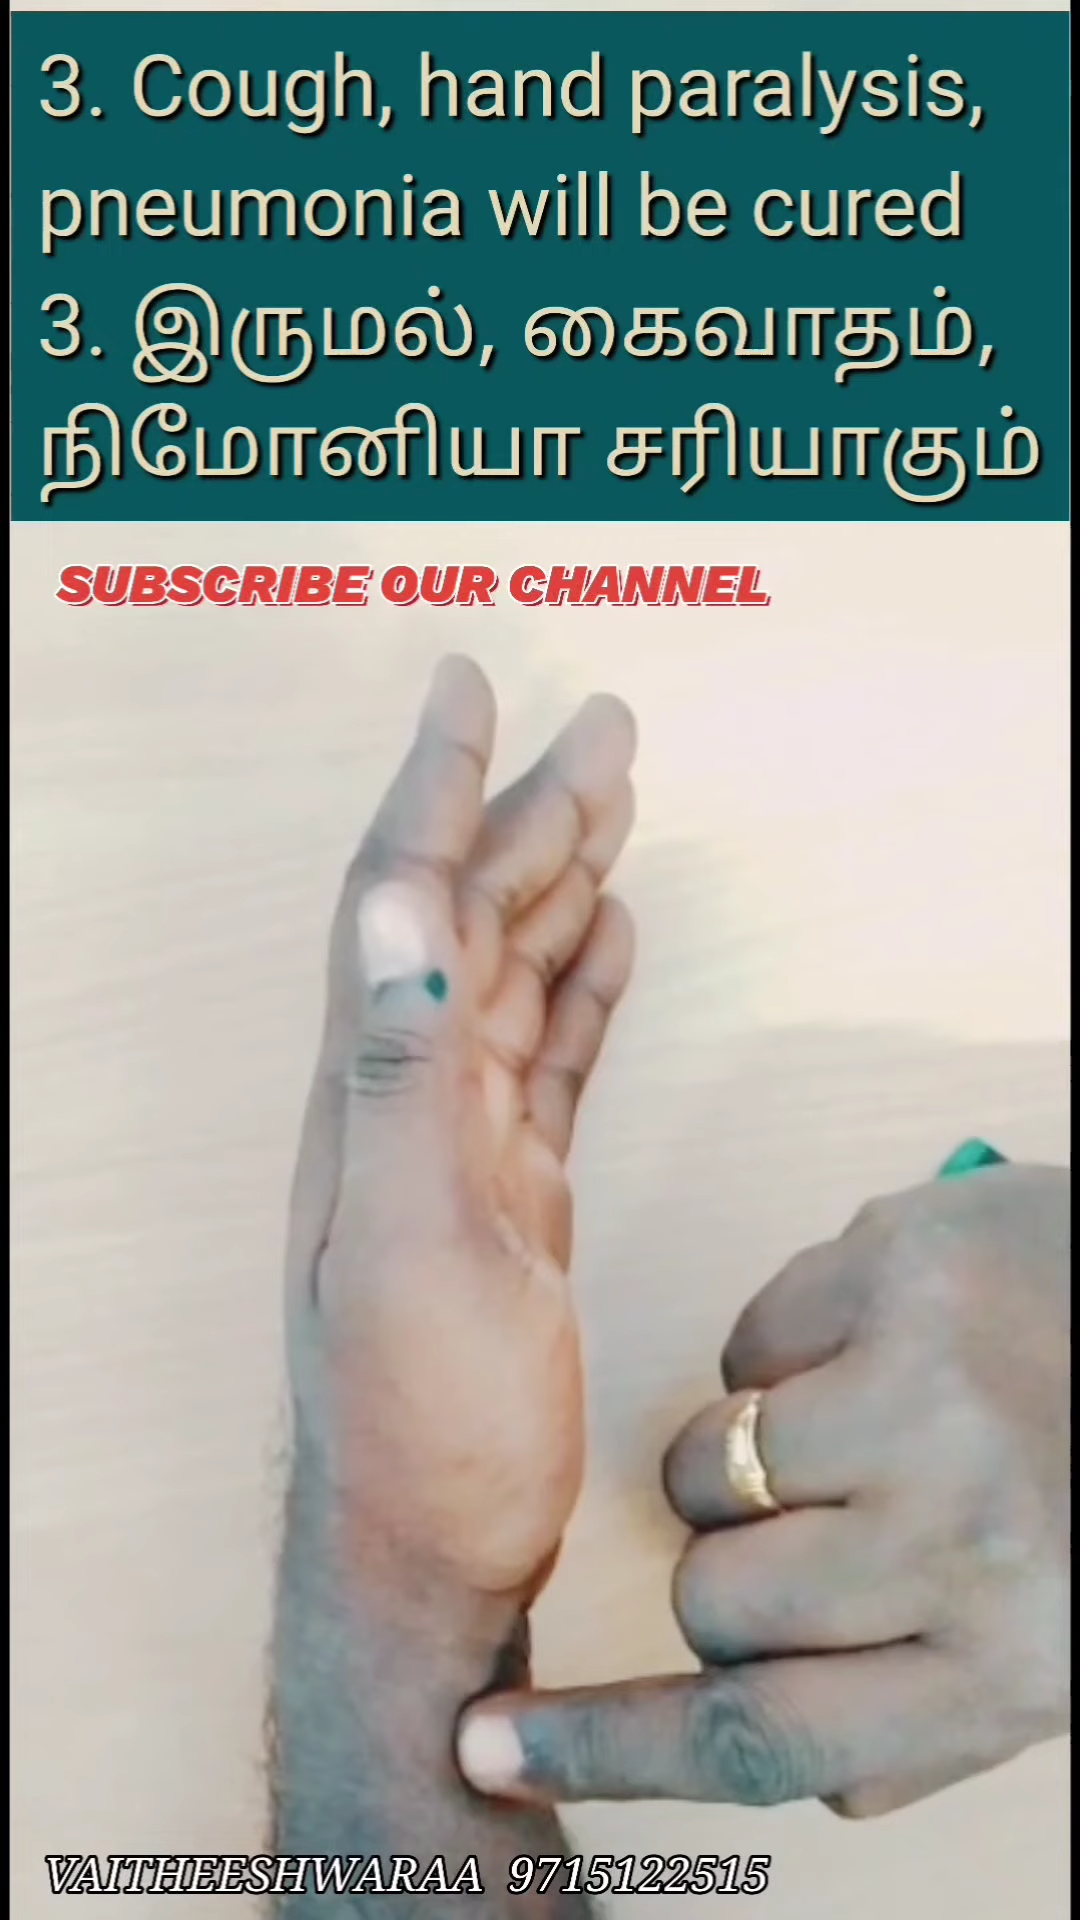 3. Cough, hand paralysis,
pneumonia will be cured
3. இருமல், கைவாதம்,
நிமோனியா சரியாகும்
SUBSCRIBE OUR CHANNEL
VAITHEESHWARAA 9715122515